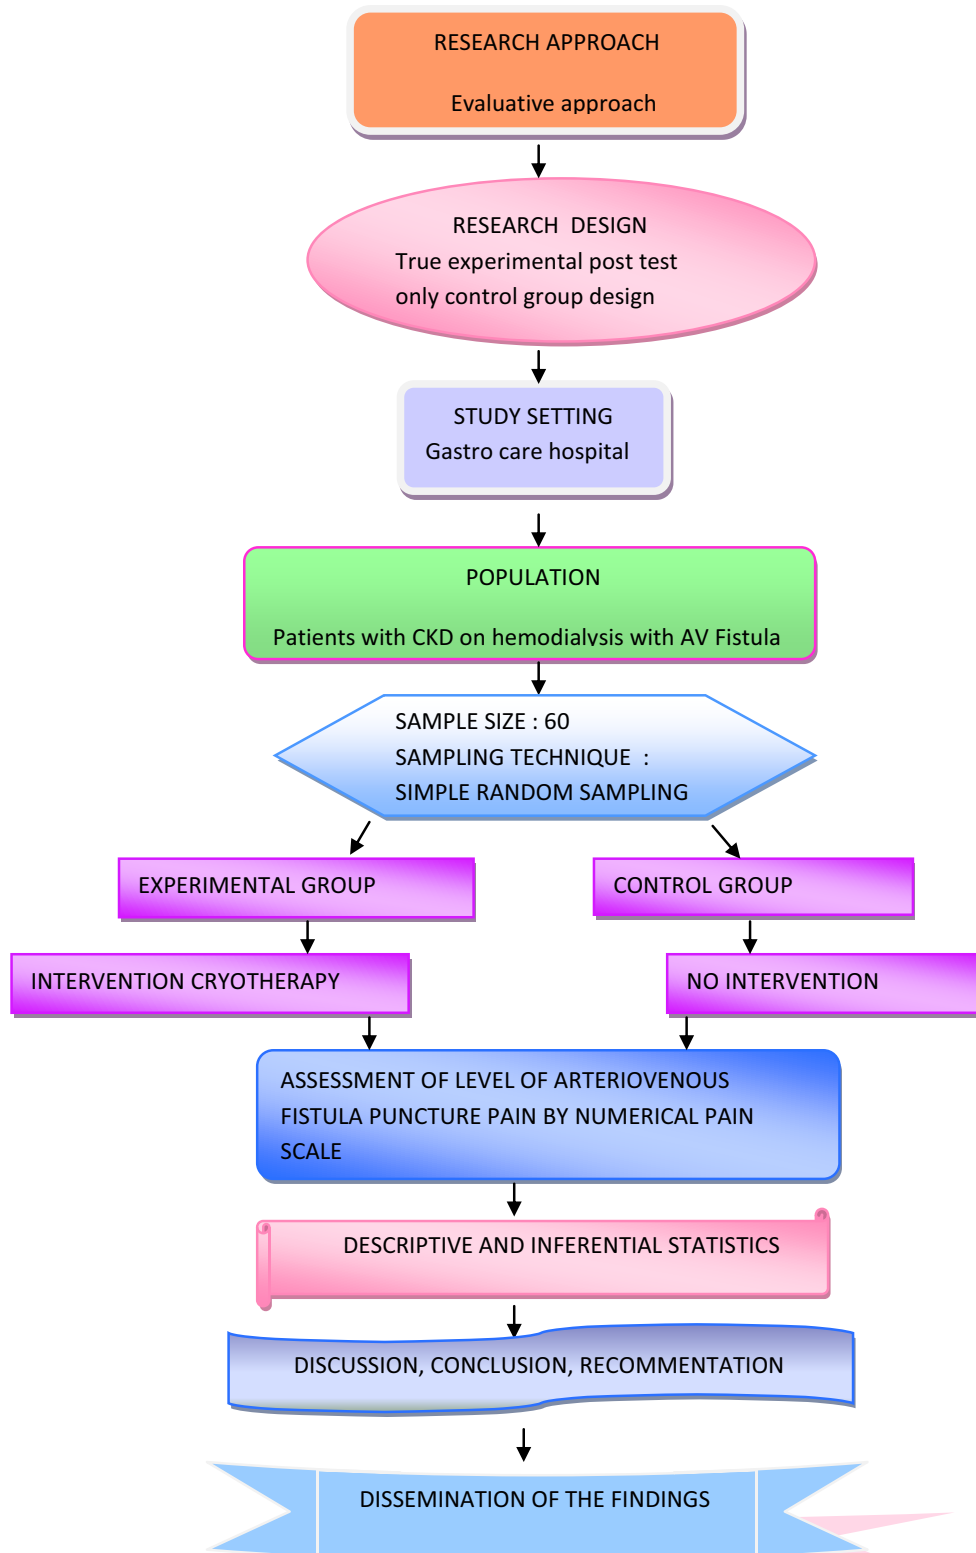 RESEARCH APPROACH
Evaluative approach
RESEARCH DESIGN
True experimental post test
only control group design
STUDY SETTING
Gastro care hospital
POPULATION
Patients with CKD on hemodialysis with AV Fistula
SAMPLE SIZE : 60
SAMPLING TECHNIQUE :
SIMPLE RANDOM SAMPLING
EXPERIMENTAL GROUP
CONTROL GROUP
INTERVENTION CRYOTHERAPY
NO INTERVENTION
ASSESSMENT OF LEVEL OF ARTERIOVENOUS
FISTULA PUNCTURE PAIN BY NUMERICAL PAIN
SCALE
DESCRIPTIVE AND INFERENTIAL STATISTICS
DISCUSSION, CONCLUSION, RECOMMENTATION
DISSEMINATION OF THE FINDINGS